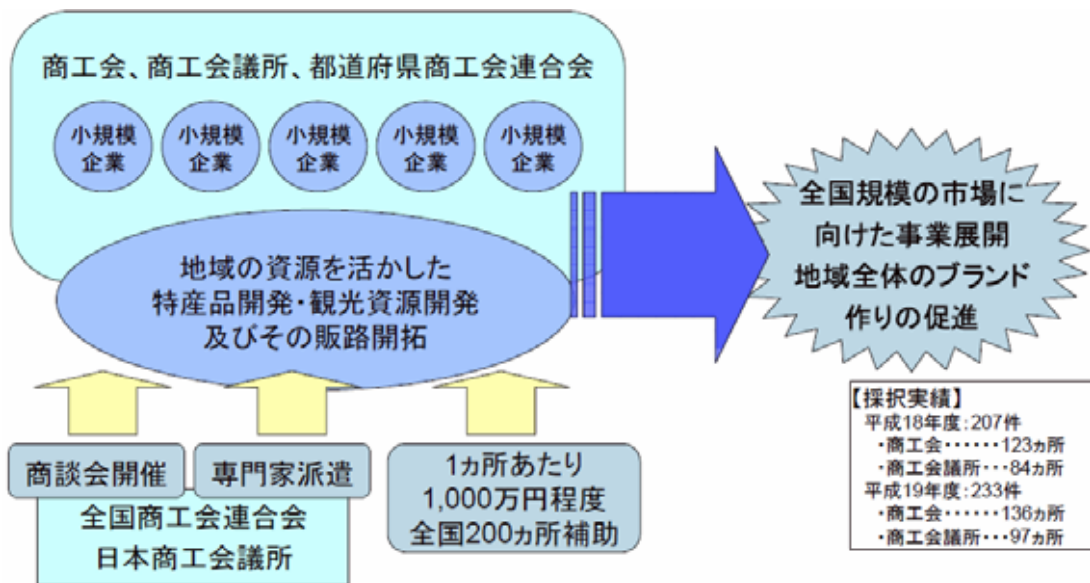 商工会、商工会議所、都道府県商工会連合会
小規模
企業
小規模
企業
小規模
企業
小規模
企業
小規模
企業
地域の資源を活かした
特産品開発・観光資源開発
及びその販路開拓
全国規模の市場に
向けた事業展開
地域全体のブランド
作りの促進
商談会開催
専門家派遣
全国商工会連合会
日本商工会議所
1ヵ所あたり
1,000万円程度
全国200ヵ所補助
【採択実績】
平成18年度:207件
・商工会・・・・・・123ヵ所
・商工会議所・・・84ヵ所
平成19年度:233件
・商工会・・・・・・136ヵ所
・商工会議所・・・97ヵ所